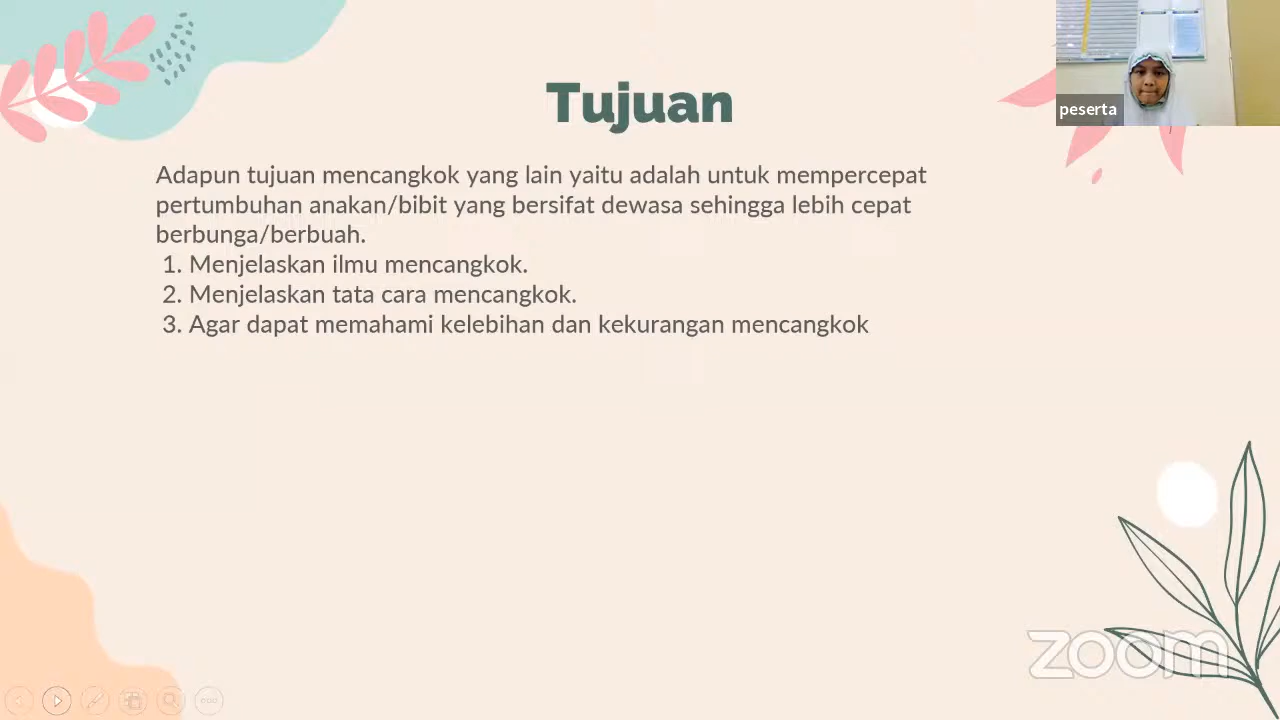 Tujuan
Adapun tujuan mencangkok yang lain yaitu adalah untuk mempercepat
pertumbuhan anakan/bibit yang bersifat dewasa sehingga lebih cepat
berbunga/berbuah.
1. Menjelaskan ilmu mencangkok.
2. Menjelaskan tata cara mencangkok.
3. Agar dapat memahami kelebihan dan kekurangan mencangkok
peserta
zoom